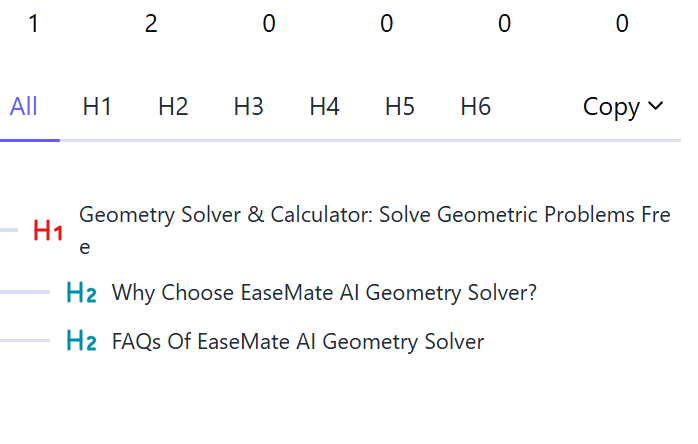 1 2 0 0 0 0
All H1 H2 H3 H4 H5 H6 Copy
H1 Geometry Solver & Calculator: Solve Geometric Problems Fre
e
H2 Why Choose EaseMate AI Geometry Solver?
H2 FAQs Of EaseMate AI Geometry Solver